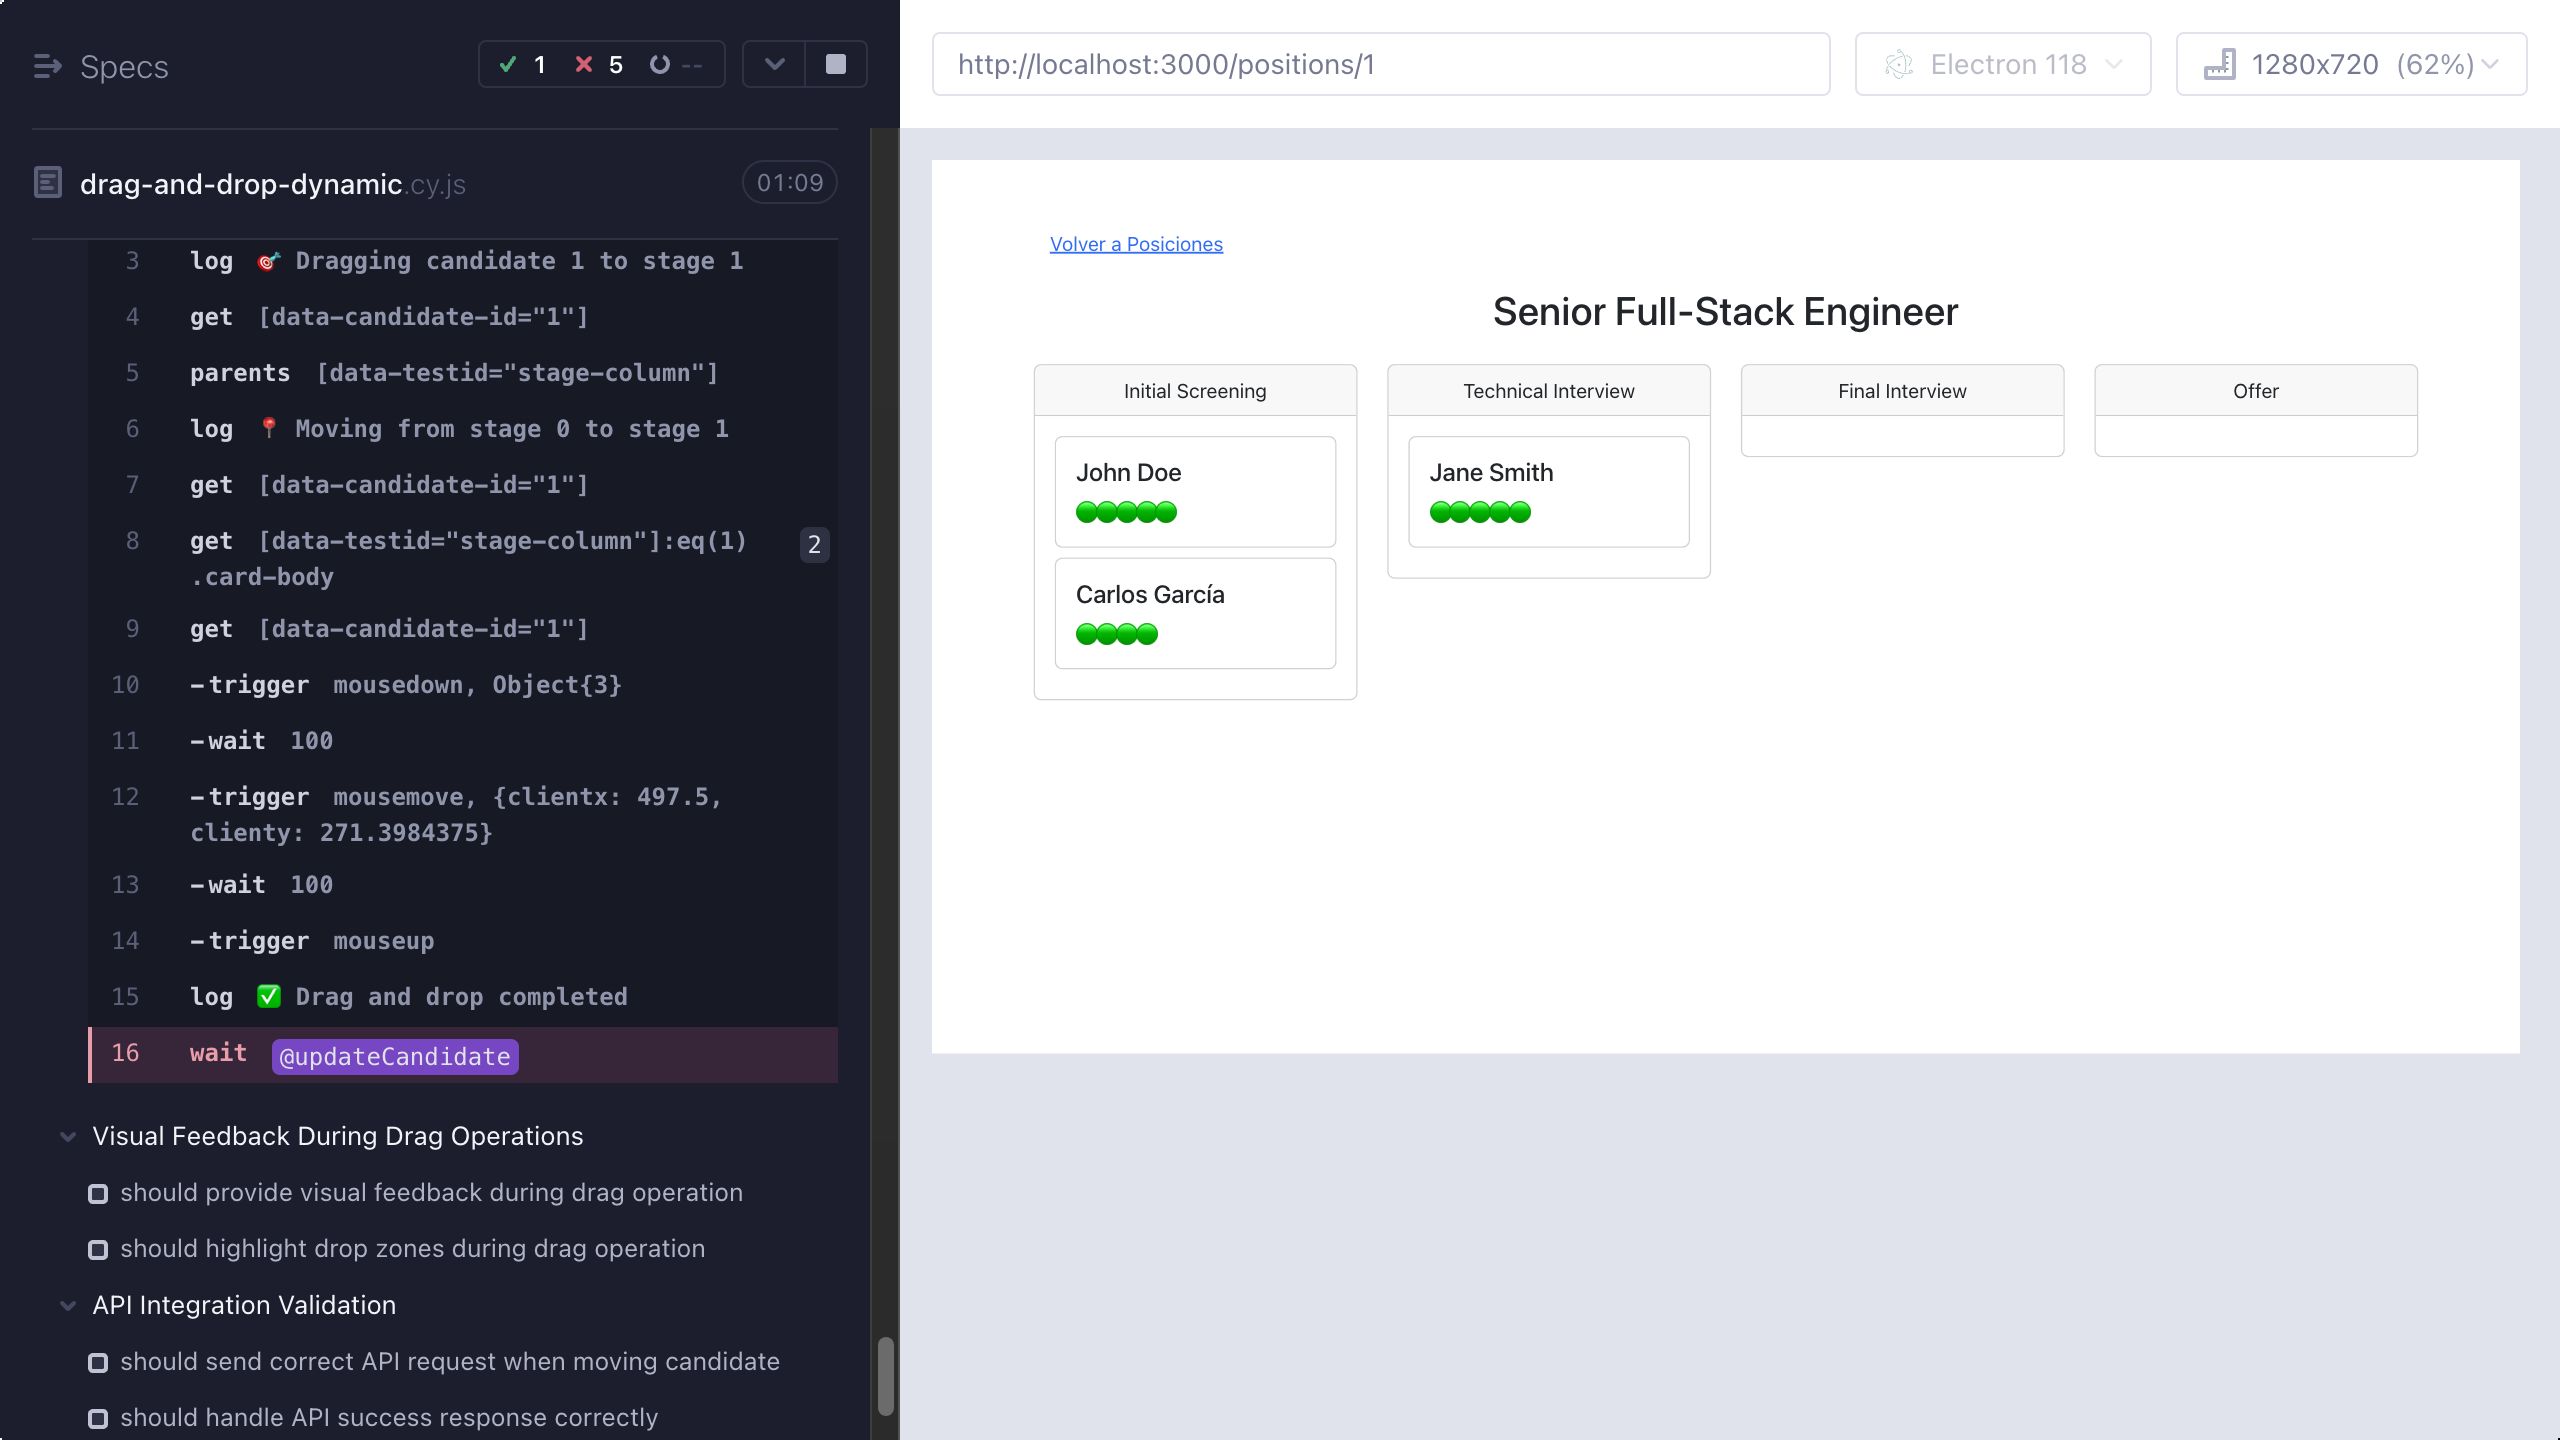 Specs
1
5
--
drag-and-drop-dynamic.cy.js
01:09
3 log 🎯 Dragging candidate 1 to stage 1
4 get [data-candidate-id="1"]
5 parents [data-testid="stage-column"]
6 log 📍 Moving from stage 0 to stage 1
7 get [data-candidate-id="1"]
8 get [data-testid="stage-column"]:eq(1)
.card-body
2
9 get [data-candidate-id="1"]
10 -trigger mousedown, Object{3}
11 -wait 100
12 -trigger mousemove, {clientx: 497.5,
clienty: 271.3984375}
13 -wait 100
14 -trigger mouseup
15 log ✅ Drag and drop completed
16 wait @updateCandidate
Visual Feedback During Drag Operations
should provide visual feedback during drag operation
should highlight drop zones during drag operation
API Integration Validation
should send correct API request when moving candidate
should handle API success response correctly
http://localhost:3000/positions/1
Electron 118
1280x720 (62%)
Volver a Posiciones
Senior Full-Stack Engineer
Initial Screening
John Doe
Carlos García
Technical Interview
Jane Smith
Final Interview
Offer